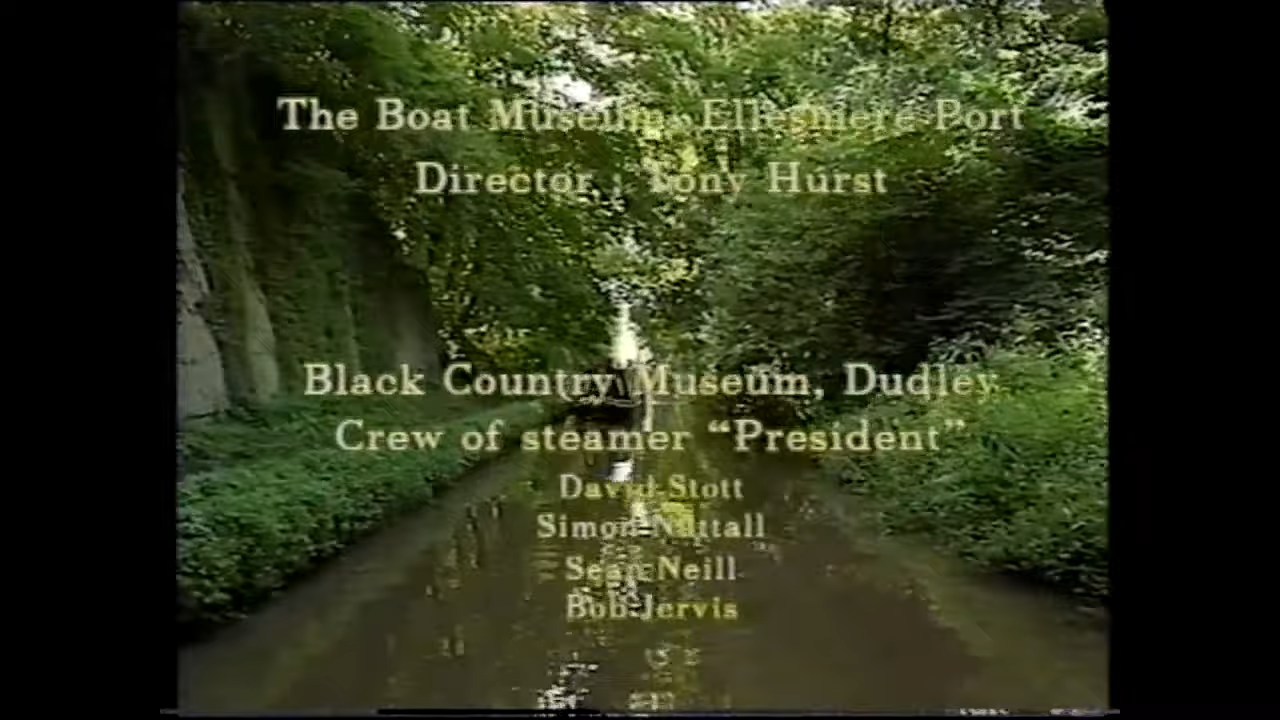 The Boat Museum, Ellesmere Port
Director : Tony Hurst
Black Country Museum, Dudley
Crew of steamer “President”
David Stott
Simon Nuttall
Sean Neill
Bob Jervis